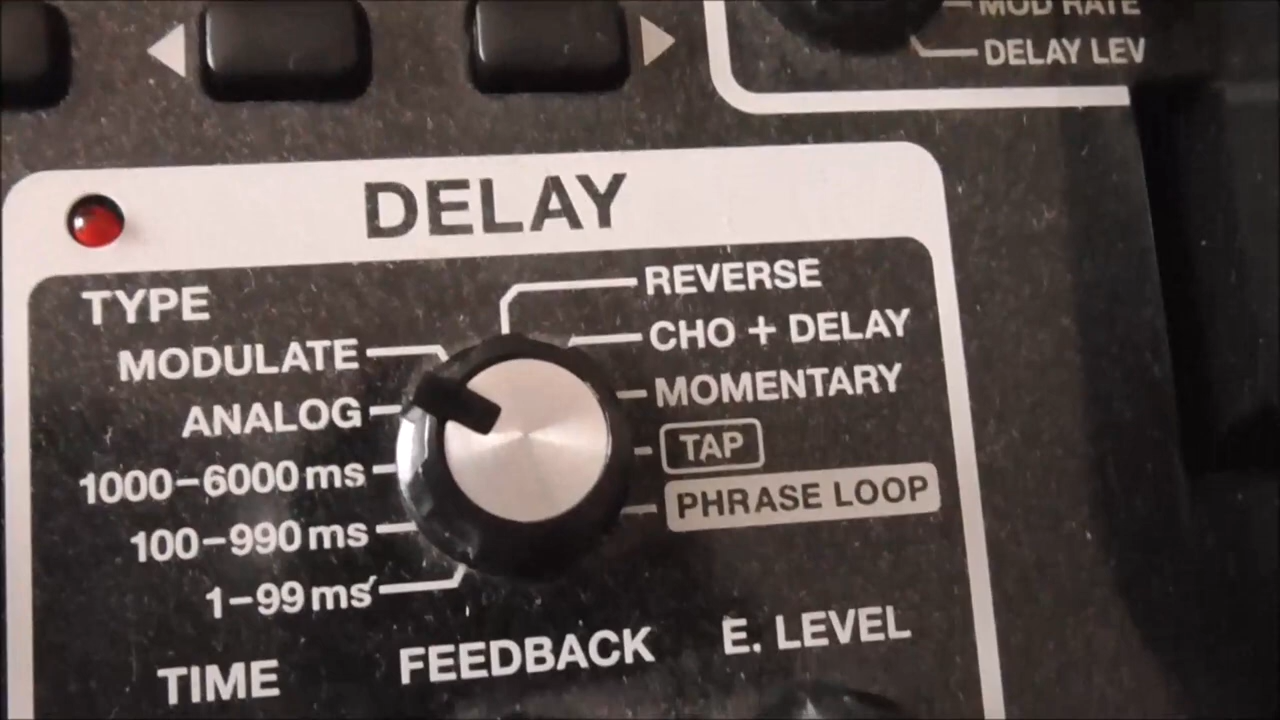 MOD RATE
DELAY LEV
DELAY
TYPE
MODULATE
ANALOG
1000–6000 ms
100–990 ms
1–99 ms
REVERSE
CHO + DELAY
MOMENTARY
TAP
PHRASE LOOP
TIME
FEEDBACK
E. LEVEL